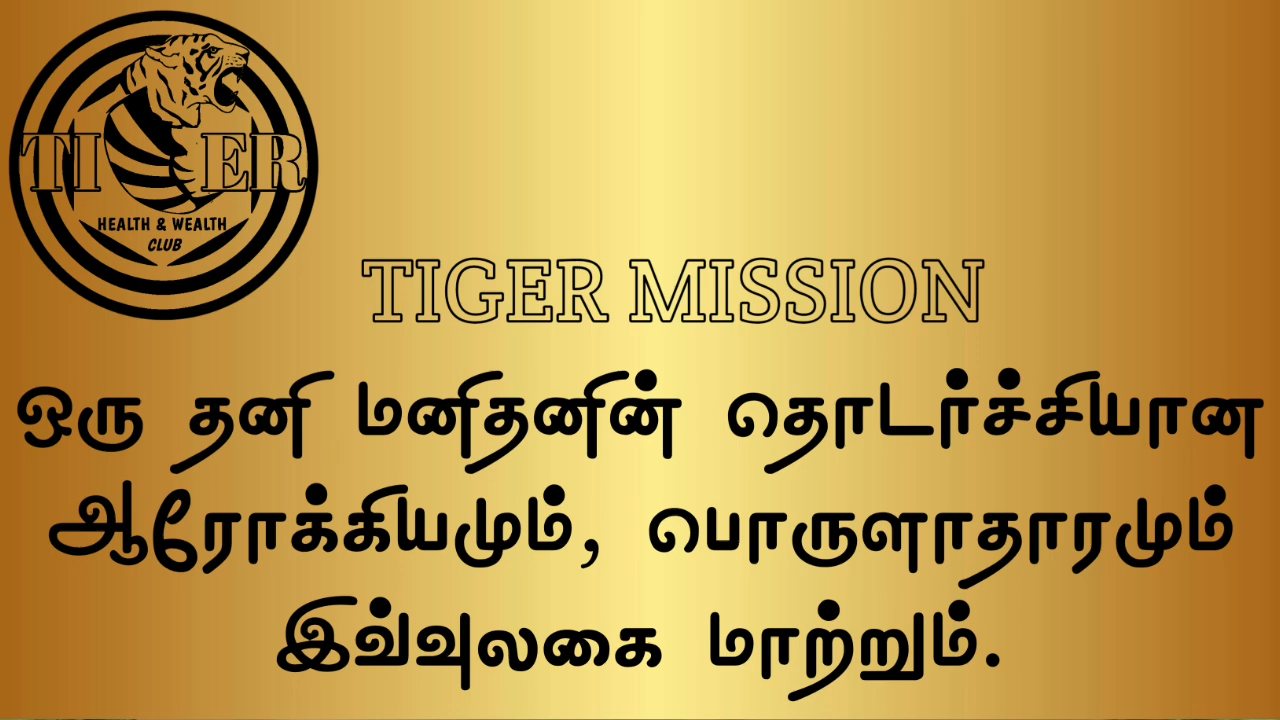 TIGER
HEALTH & WEALTH
CLUB
TIGER MISSION
ஒரு தனி மனிதனின் தொடர்ச்சியான
ஆரோக்கியமும், பொருளாதாரமும்
இவ்வுலகை மாற்றும்.